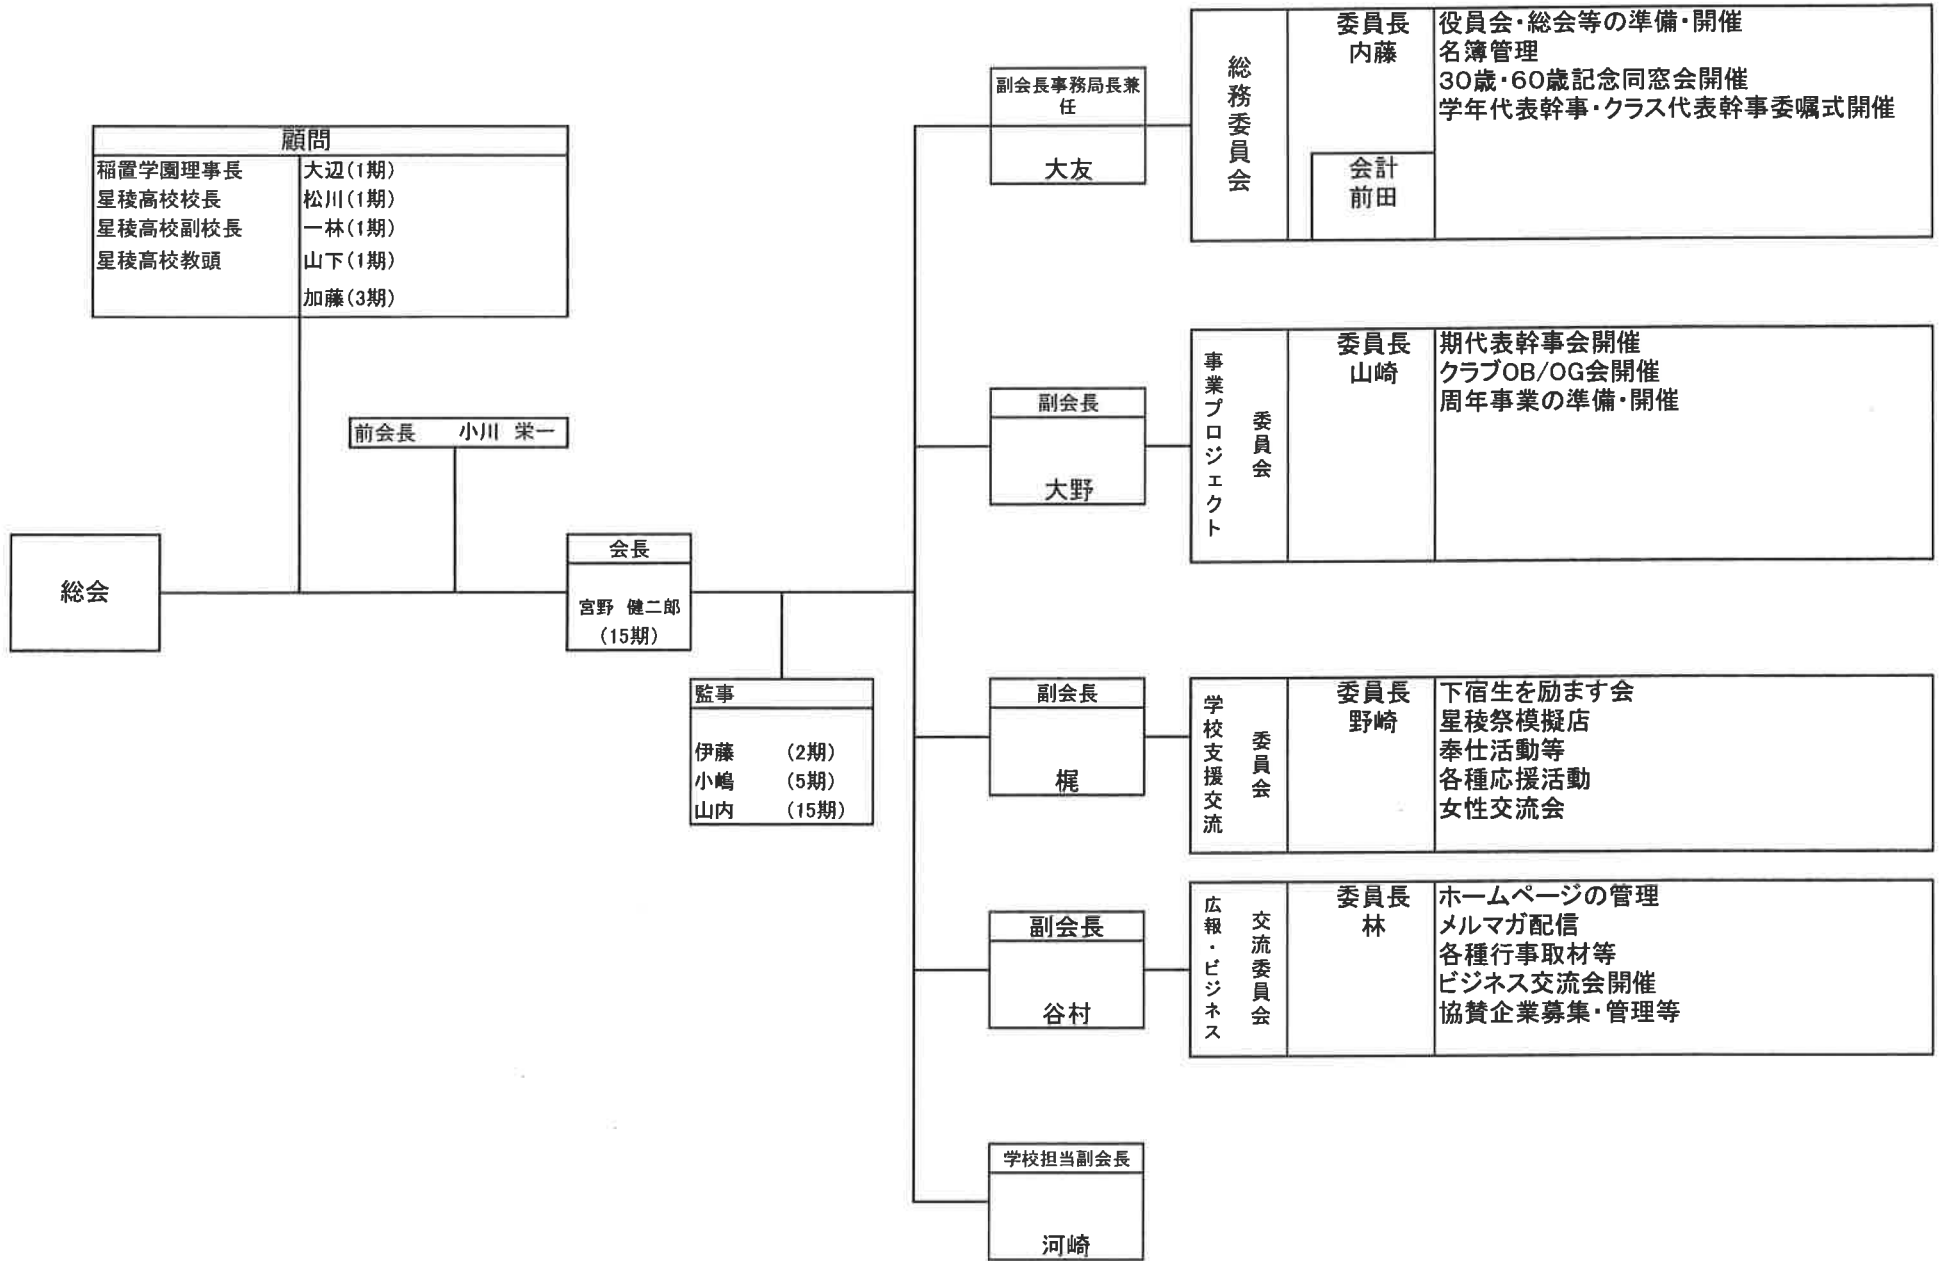 顧問
稲置学園理事長 大辺(1期)
星稜高校校長 松川(1期)
星稜高校副校長 一林(1期)
星稜高校教頭 山下(1期)
加藤(3期)
前会長 小川 栄一
総会
会長
宮野 健二郎
(15期)
監事
伊藤 (2期)
小嶋 (5期)
山内 (15期)
副会長事務局長兼
任
大友
総務委員会
委員長
内藤
会計
前田
役員会・総会等の準備・開催
名簿管理
30歳・60歳記念同窓会開催
学年代表幹事・クラス代表幹事委嘱式開催
副会長
大野
事業プロジェクト
委員会
委員長
山崎
期代表幹事会開催
クラブOB/OG会開催
周年事業の準備・開催
副会長
梶
学校支援交流
委員会
委員長
野崎
下宿生を励ます会
星稜祭模擬店
奉仕活動等
各種応援活動
女性交流会
副会長
谷村
広報・ビジネス
交流委員会
委員長
林
ホームページの管理
メルマガ配信
各種行事取材等
ビジネス交流会開催
協賛企業募集・管理等
学校担当副会長
河崎